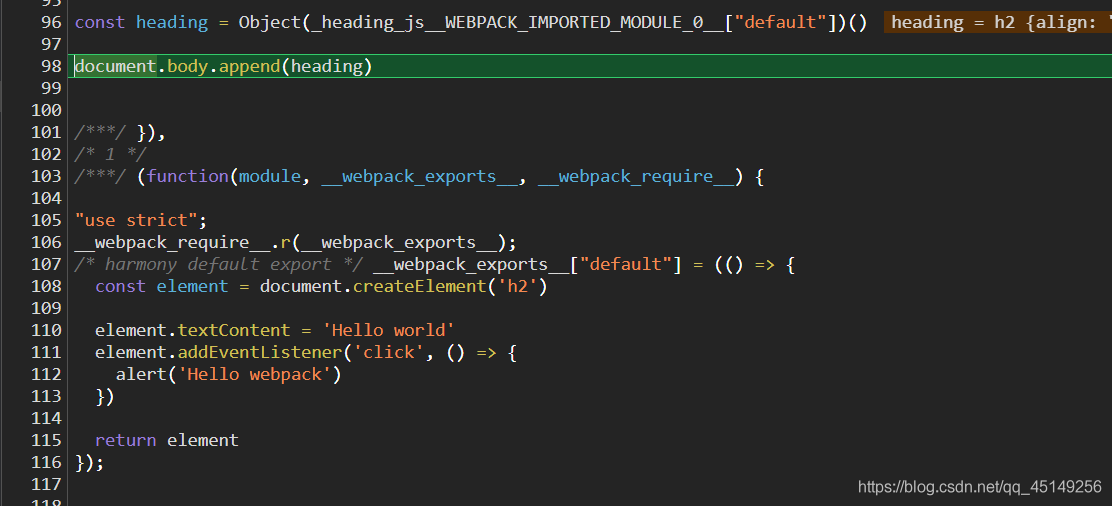 95
96 const heading = Object(_heading_js__WEBPACK_IMPORTED_MODULE_0__["default"])() heading = h2 {align: 
97
98 document.body.append(heading)
99
100
101 /***/ }),
102 /* 1 */
103 /***/ (function(module, __webpack_exports__, __webpack_require__) {
104
105 "use strict";
106 __webpack_require__.r(__webpack_exports__);
107 /* harmony default export */ __webpack_exports__["default"] = (() => {
108   const element = document.createElement('h2')
109
110   element.textContent = 'Hello world'
111   element.addEventListener('click', () => {
112     alert('Hello webpack')
113   })
114
115   return element
116 });
117
118
https://blog.csdn.net/qq_45149256